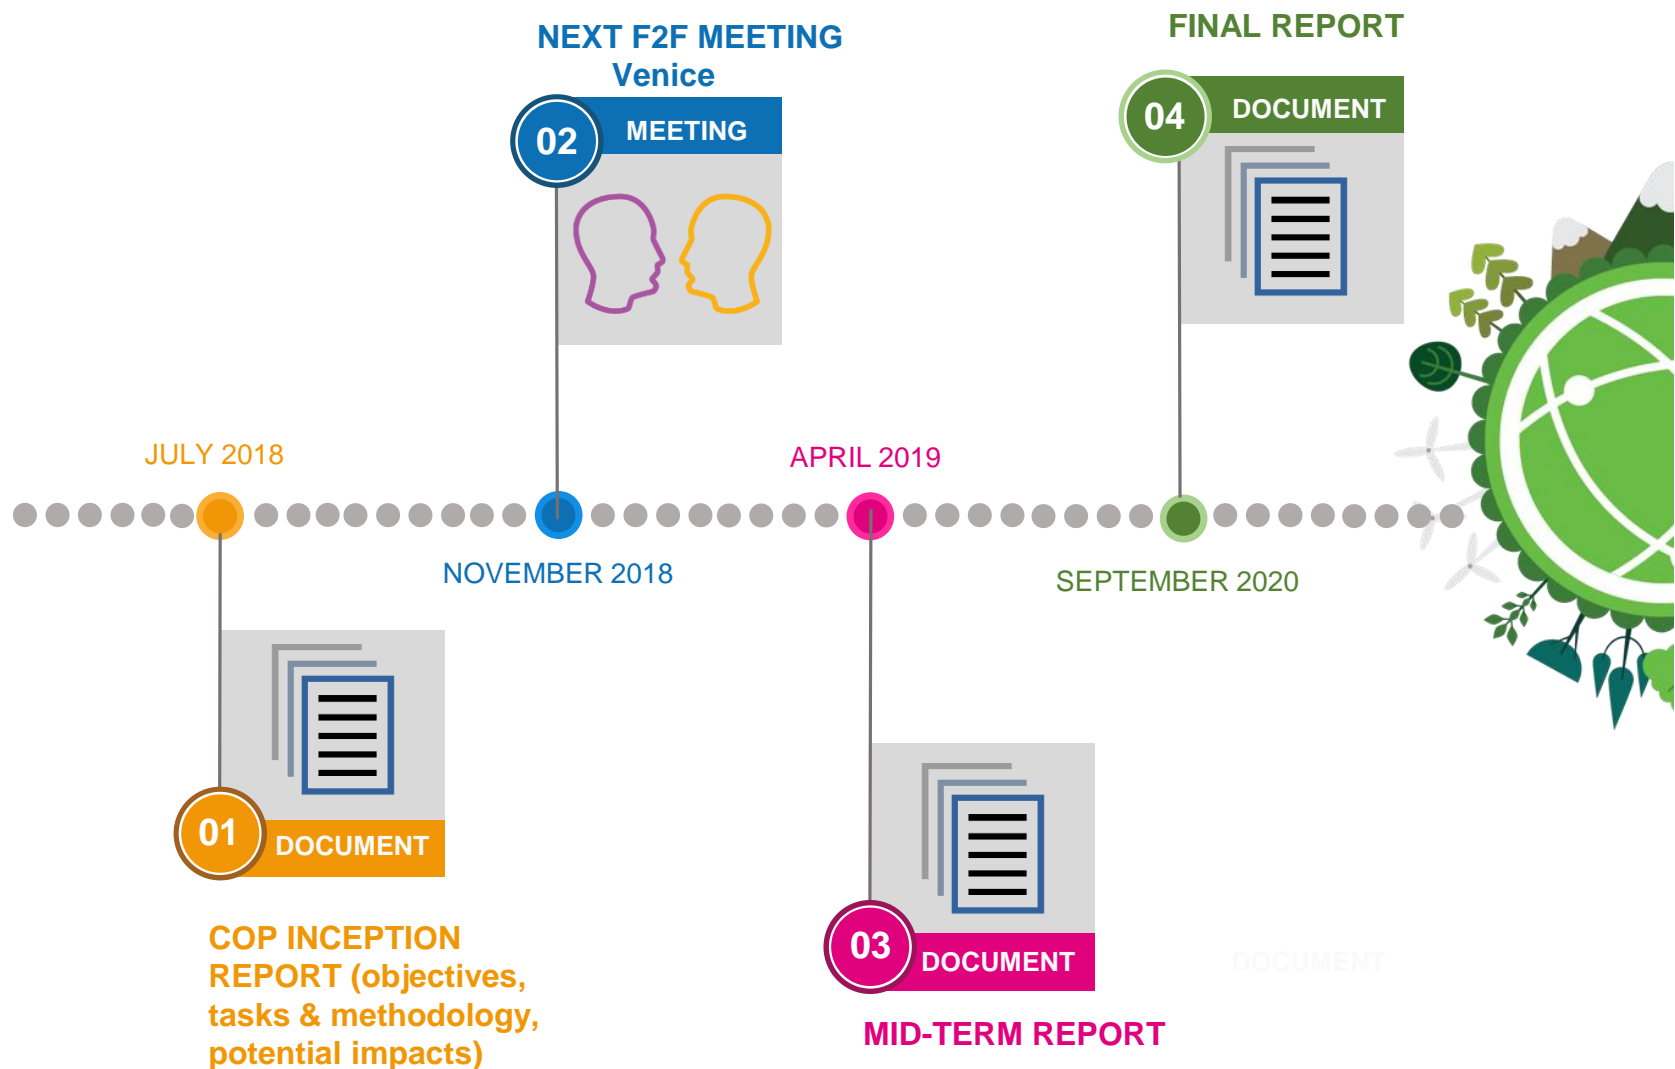 NEXT F2F MEETING
Venice
02
MEETING
FINAL REPORT
04
DOCUMENT
JULY 2018
NOVEMBER 2018
APRIL 2019
SEPTEMBER 2020
01
DOCUMENT
COP INCEPTION
REPORT (objectives,
tasks & methodology,
potential impacts)
03
DOCUMENT
MID-TERM REPORT
DOCUMENT